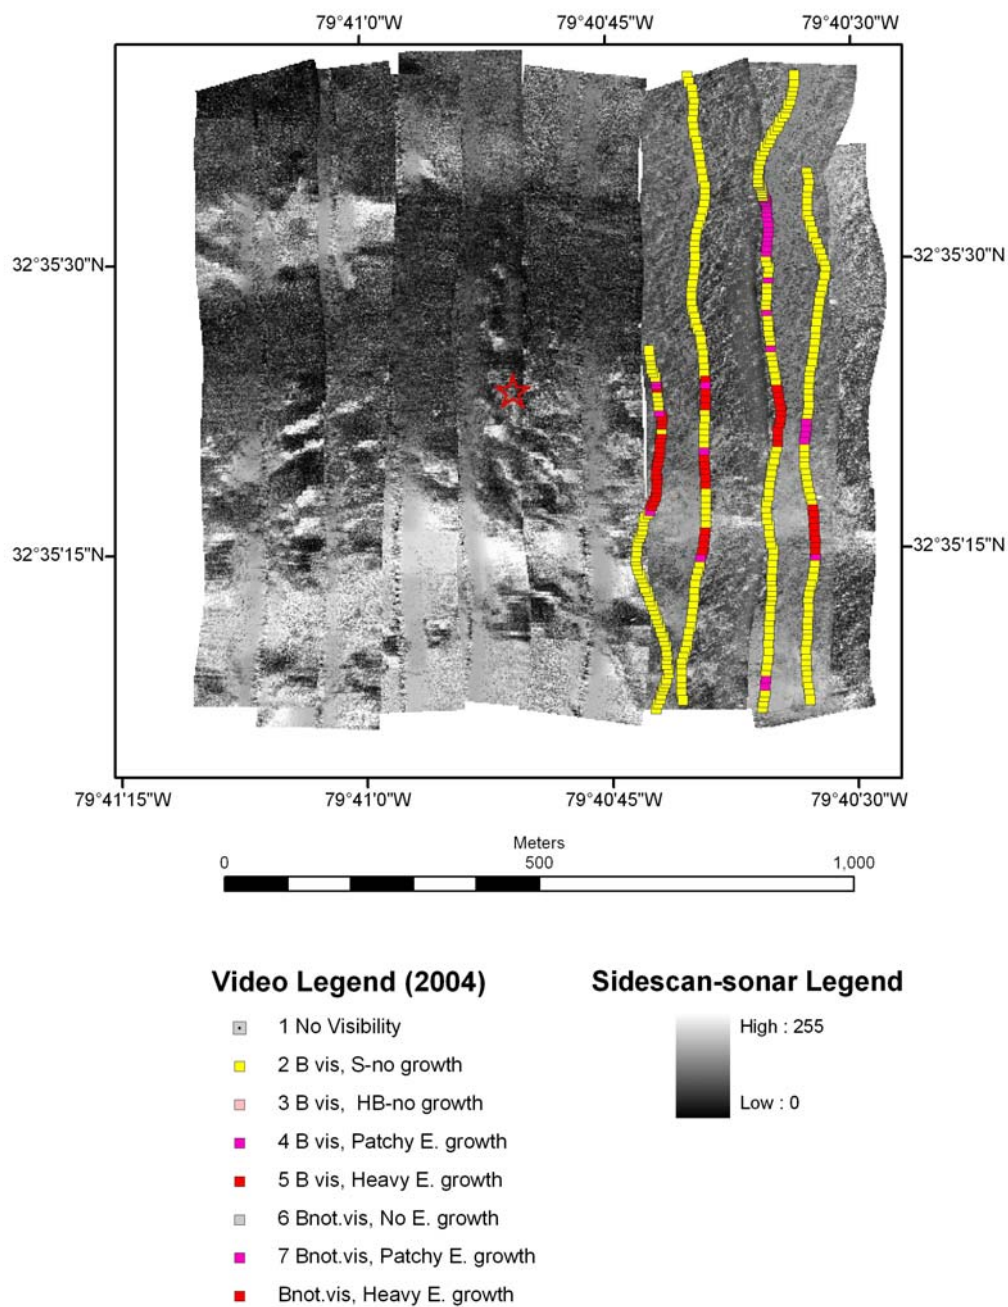 79°41'0"W 79°40'45"W 79°40'30"W
32°35'30"N 32°35'30"N
32°35'15"N 32°35'15"N
79°41'15"W 79°41'0"W 79°40'45"W 79°40'30"W
Meters
0 500 1,000
Video Legend (2004)
1 No Visibility
2 B vis, S-no growth
3 B vis, HB-no growth
4 B vis, Patchy E. growth
5 B vis, Heavy E. growth
6 Bnot.vis, No E. growth
7 Bnot.vis, Patchy E. growth
Bnot.vis, Heavy E. growth
Sidescan-sonar Legend
High : 255
Low : 0